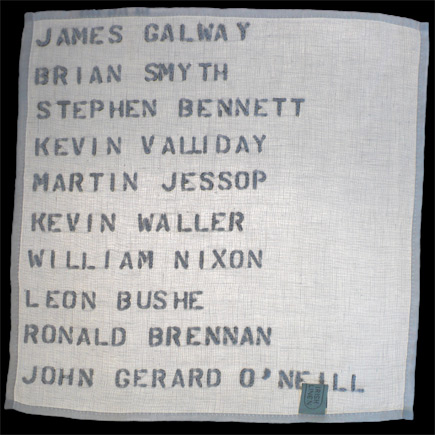 JAMES GALWAY
BRIAN SMYTH
STEPHEN BENNETT
KEVIN VALLIDAY
MARTIN JESSOP
KEVIN WALLER
WILLIAM NIXON
LEON BUSHE
RONALD BRENNAN
JOHN GERARD O'NEILL